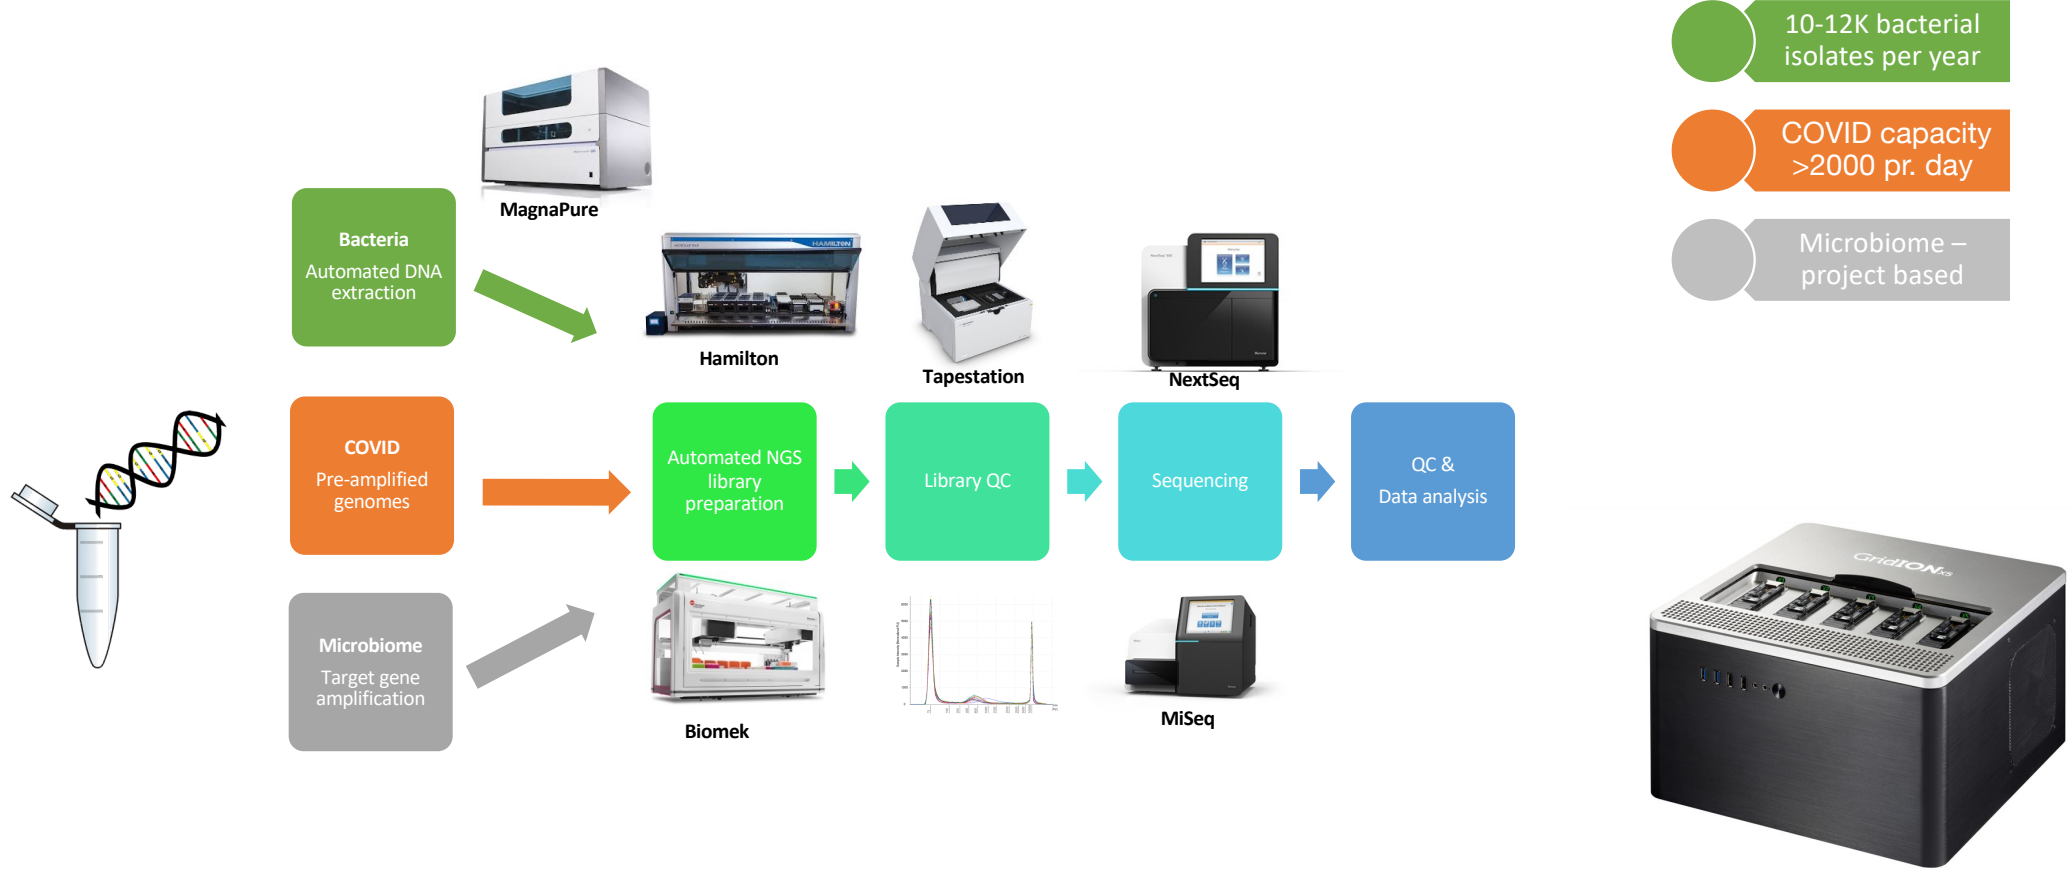 10-12K bacterial
isolates per year
COVID capacity
>2000 pr. day
Microbiome –
project based
MagnaPure
Bacteria
Automated DNA
extraction
HAMILTON
Hamilton
Tapestation
NextSeq
COVID
Pre-amplified
genomes
Automated NGS
library
preparation
Library QC
Sequencing
QC &
Data analysis
Microbiome
Target gene
amplification
Biomek
MiSeq
GridION X5